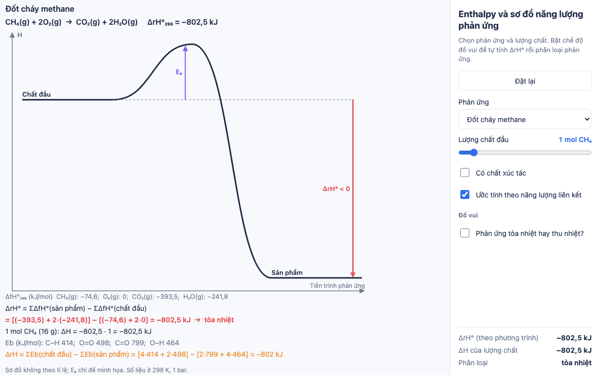 Đốt cháy methane
CH₄(g) + 2O₂(g) → CO₂(g) + 2H₂O(g) ΔrH°₂₉₈ = −802,5 kJ
H
Eₐ
Chất đầu
ΔrH° < 0
Sản phẩm
Tiến trình phản ứng
ΔfH°₂₉₈ (kJ/mol) CH₄(g): −74,6; O₂(g): 0; CO₂(g): −393,5; H₂O(g): −241,8
ΔrH° = ΣΔfH°(sản phẩm) − ΣΔfH°(chất đầu)
= [(−393,5) + 2·(−241,8)] − [(−74,6) + 2·0] = −802,5 kJ → tỏa nhiệt
1 mol CH₄ (16 g): ΔH = −802,5 · 1 = −802,5 kJ
Eb (kJ/mol): C–H 414; O=O 498; C=O 799; O–H 464
ΔrH = ΣEb(chất đầu) − ΣEb(sản phẩm) = [4·414 + 2·498] − [2·799 + 4·464] = −802 kJ
Sơ đồ không theo tỉ lệ; Eₐ chỉ để minh họa. Số liệu ở 298 K, 1 bar.
Enthalpy và sơ đồ năng lượng
phản ứng
Chọn phản ứng và lượng chất. Bật chế độ
đố vui để tự tính ΔrH° rồi phân loại phản
ứng.
Đặt lại
Phản ứng
Đốt cháy methane
Lượng chất đầu 1 mol CH₄
Có chất xúc tác
Ước tính theo năng lượng liên kết
Đố vui
Phản ứng tỏa nhiệt hay thu nhiệt?
ΔrH° (theo phương trình) −802,5 kJ
ΔH của lượng chất −802,5 kJ
Phân loại tỏa nhiệt